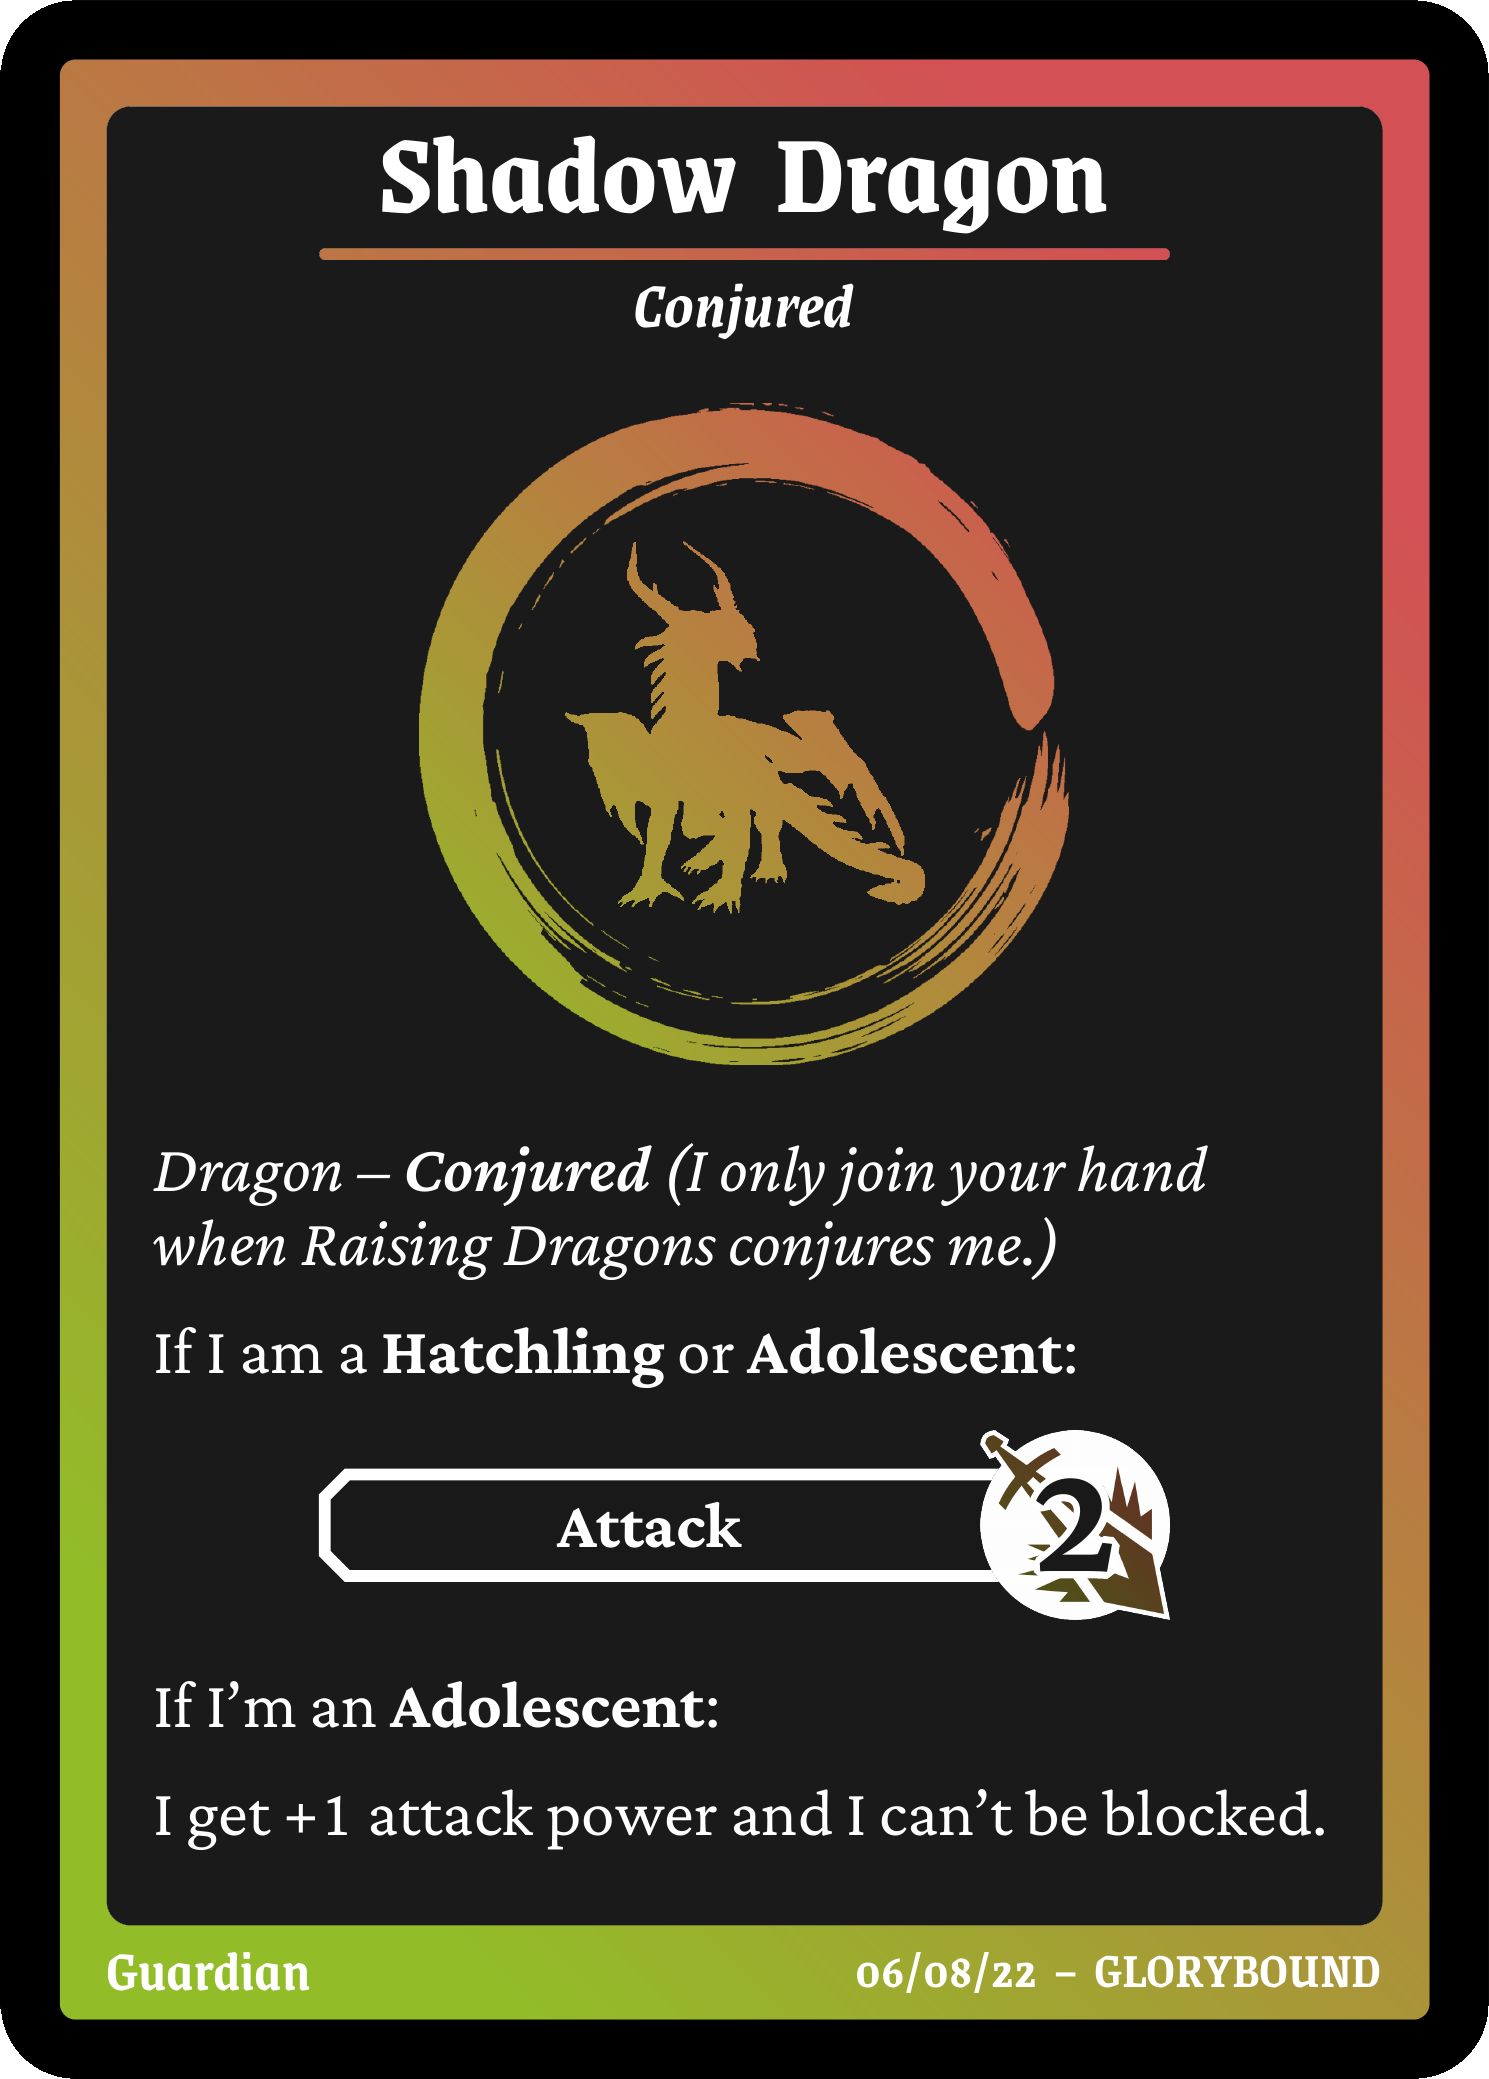 Shadow Dragon
Conjured
Dragon – Conjured (I only join your hand
when Raising Dragons conjures me.)
If I am a Hatchling or Adolescent:
Attack 2
If I’m an Adolescent:
I get +1 attack power and I can’t be blocked.
Guardian 06/08/22 – GLORYBOUND